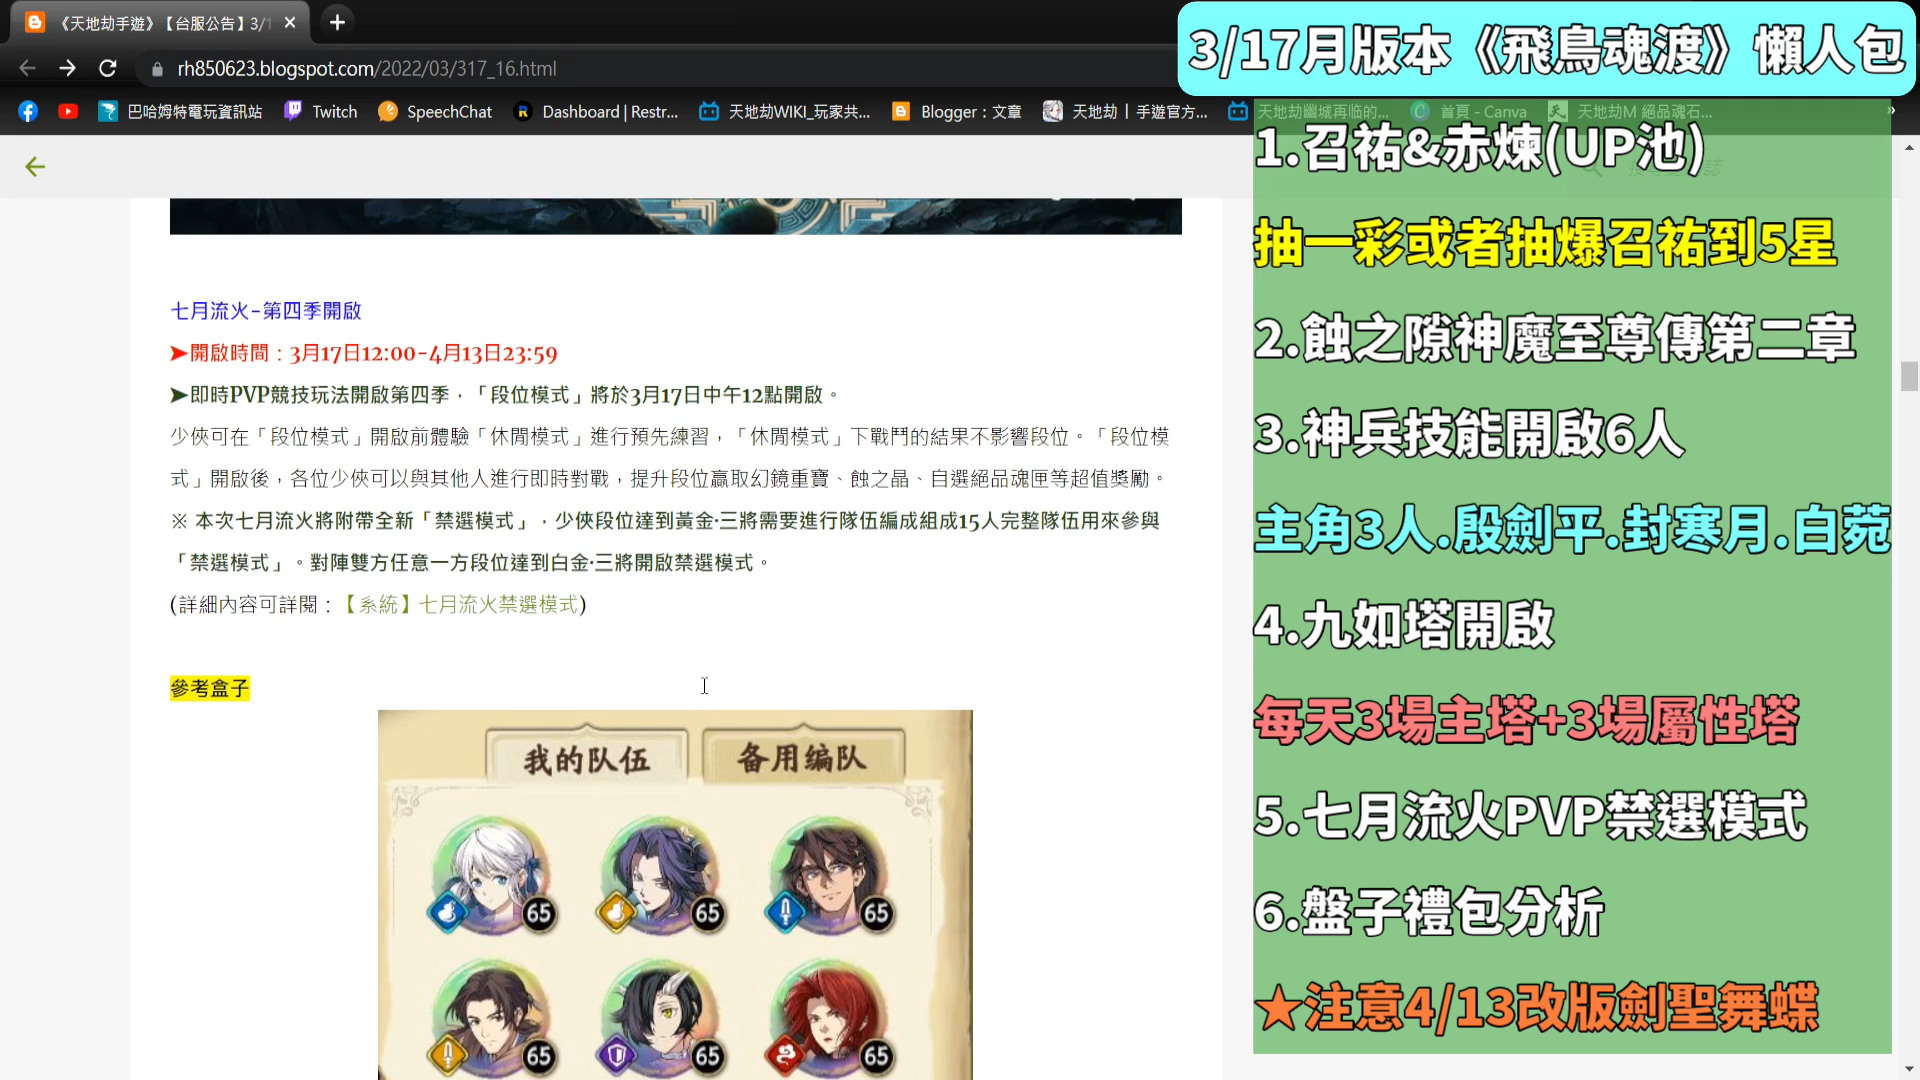 《天地劫手遊》【台服公告】3/1
rh850623.blogspot.com/2022/03/317_16.html
巴哈姆特電玩資訊站
Twitch
SpeechChat
Dashboard | Restr...
天地劫WIKI_玩家共...
Blogger：文章
天地劫丨手遊官方...
天地劫幽城再临的...
首頁 - Canva
天地劫M 絕品魂石...
七月流火–第四季開啟
➤開啟時間：3月17日12:00-4月13日23:59
➤即時PVP競技玩法開啟第四季，「段位模式」將於3月17日中午12點開啟。
少俠可在「段位模式」開啟前體驗「休閒模式」進行預先練習，「休閒模式」下戰鬥的結果不影響段位。「段位模
式」開啟後，各位少俠可以與其他人進行即時對戰，提升段位贏取幻鏡重寶、蝕之晶、自選絕品魂匣等超值獎勵。
※ 本次七月流火將附帶全新「禁選模式」，少俠段位達到黃金·三將需要進行隊伍編成組成15人完整隊伍用來參與
「禁選模式」。對陣雙方任意一方段位達到白金·三將開啟禁選模式。
(詳細內容可詳閱：【系統】七月流火禁選模式)
參考盒子
我的队伍
备用编队
65
65
65
65
65
65
3/17月版本《飛鳥魂渡》懶人包
1.召祐&赤煉(UP池)
抽一彩或者抽爆召祐到5星
2.蝕之隙神魔至尊傳第二章
3.神兵技能開啟6人
主角3人.殷劍平.封寒月.白菀
4.九如塔開啟
每天3場主塔+3場屬性塔
5.七月流火PVP禁選模式
6.盤子禮包分析
★注意4/13改版劍聖舞蝶